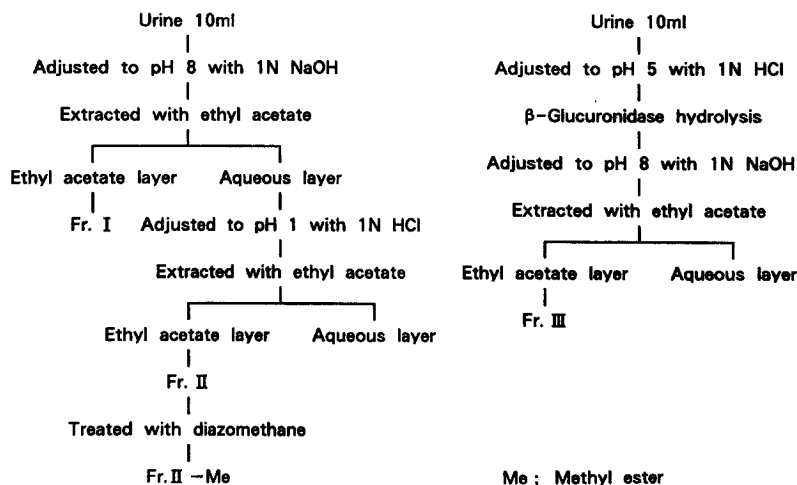 Urine 10ml
Adjusted to pH 8 with 1N NaOH
Extracted with ethyl acetate
Ethyl acetate layer
Aqueous layer
Fr. I
Adjusted to pH 1 with 1N HCl
Extracted with ethyl acetate
Ethyl acetate layer
Aqueous layer
Fr. II
Treated with diazomethane
Fr. II -Me
Urine 10ml
Adjusted to pH 5 with 1N HCl
β-Glucuronidase hydrolysis
Adjusted to pH 8 with 1N NaOH
Extracted with ethyl acetate
Ethyl acetate layer
Aqueous layer
Fr. III
Me ; Methyl ester